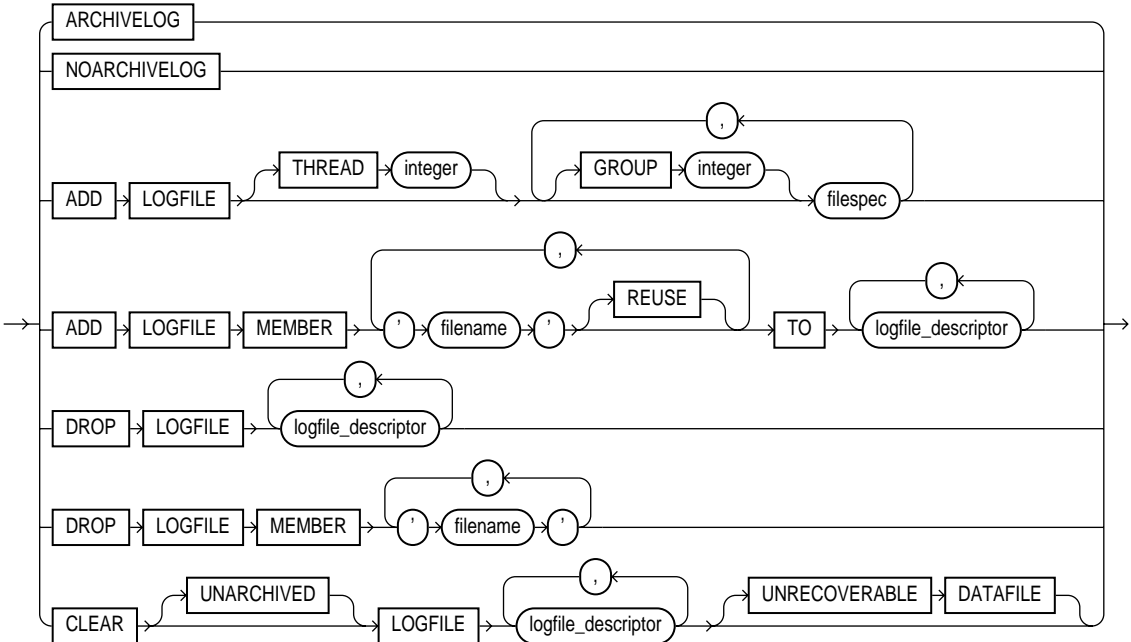 ARCHIVELOG
NOARCHIVELOG
,
THREAD integer GROUP integer
ADD LOGFILE filespec
, ,
REUSE
ADD LOGFILE MEMBER ’ filename ’ TO logfile_descriptor
,
DROP LOGFILE logfile_descriptor
,
DROP LOGFILE MEMBER ’ filename ’
,
UNARCHIVED UNRECOVERABLE DATAFILE
CLEAR LOGFILE logfile_descriptor